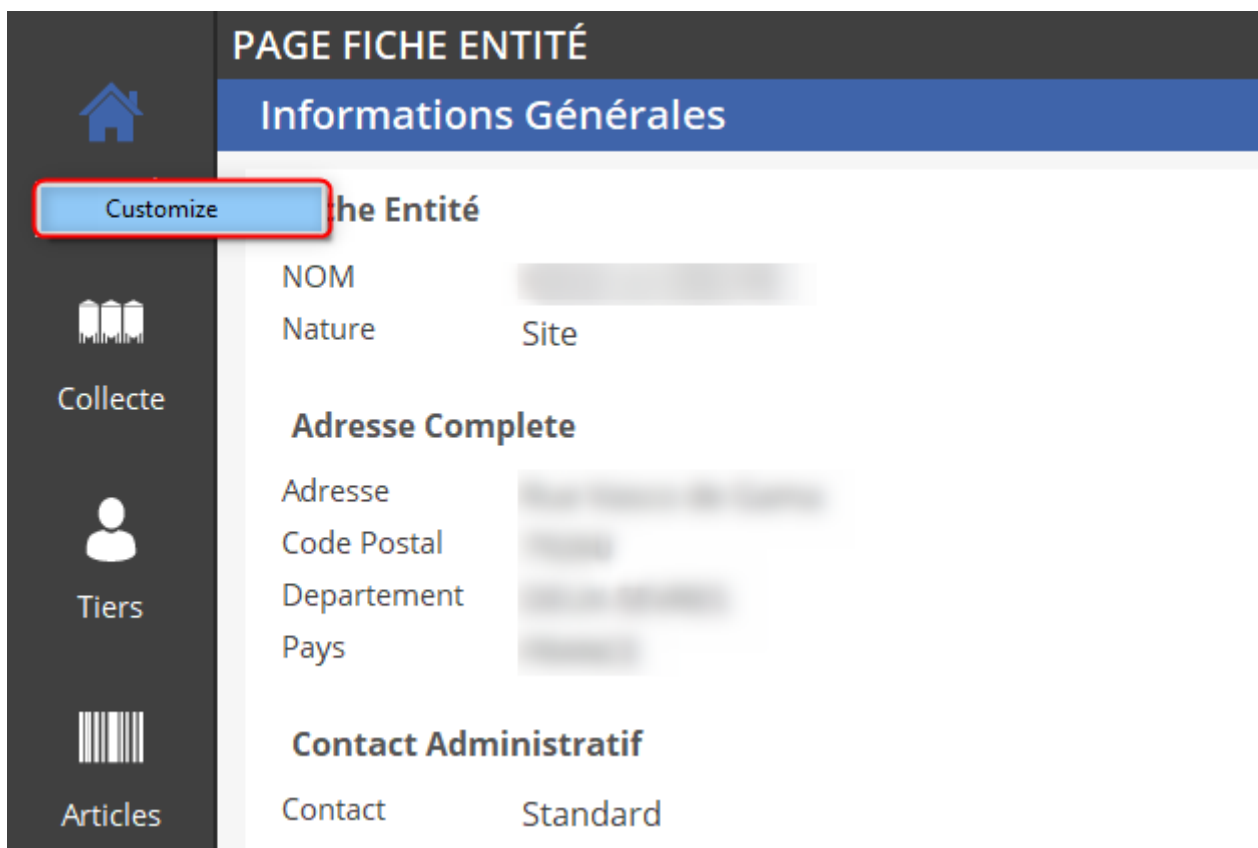 PAGE FICHE ENTITÉ
Informations Générales
Customize
he Entité
NOM
Nature Site
Collecte
Adresse Complete
Adresse
Code Postal
Departement
Tiers
Pays
Contact Administratif
Articles
Contact Standard